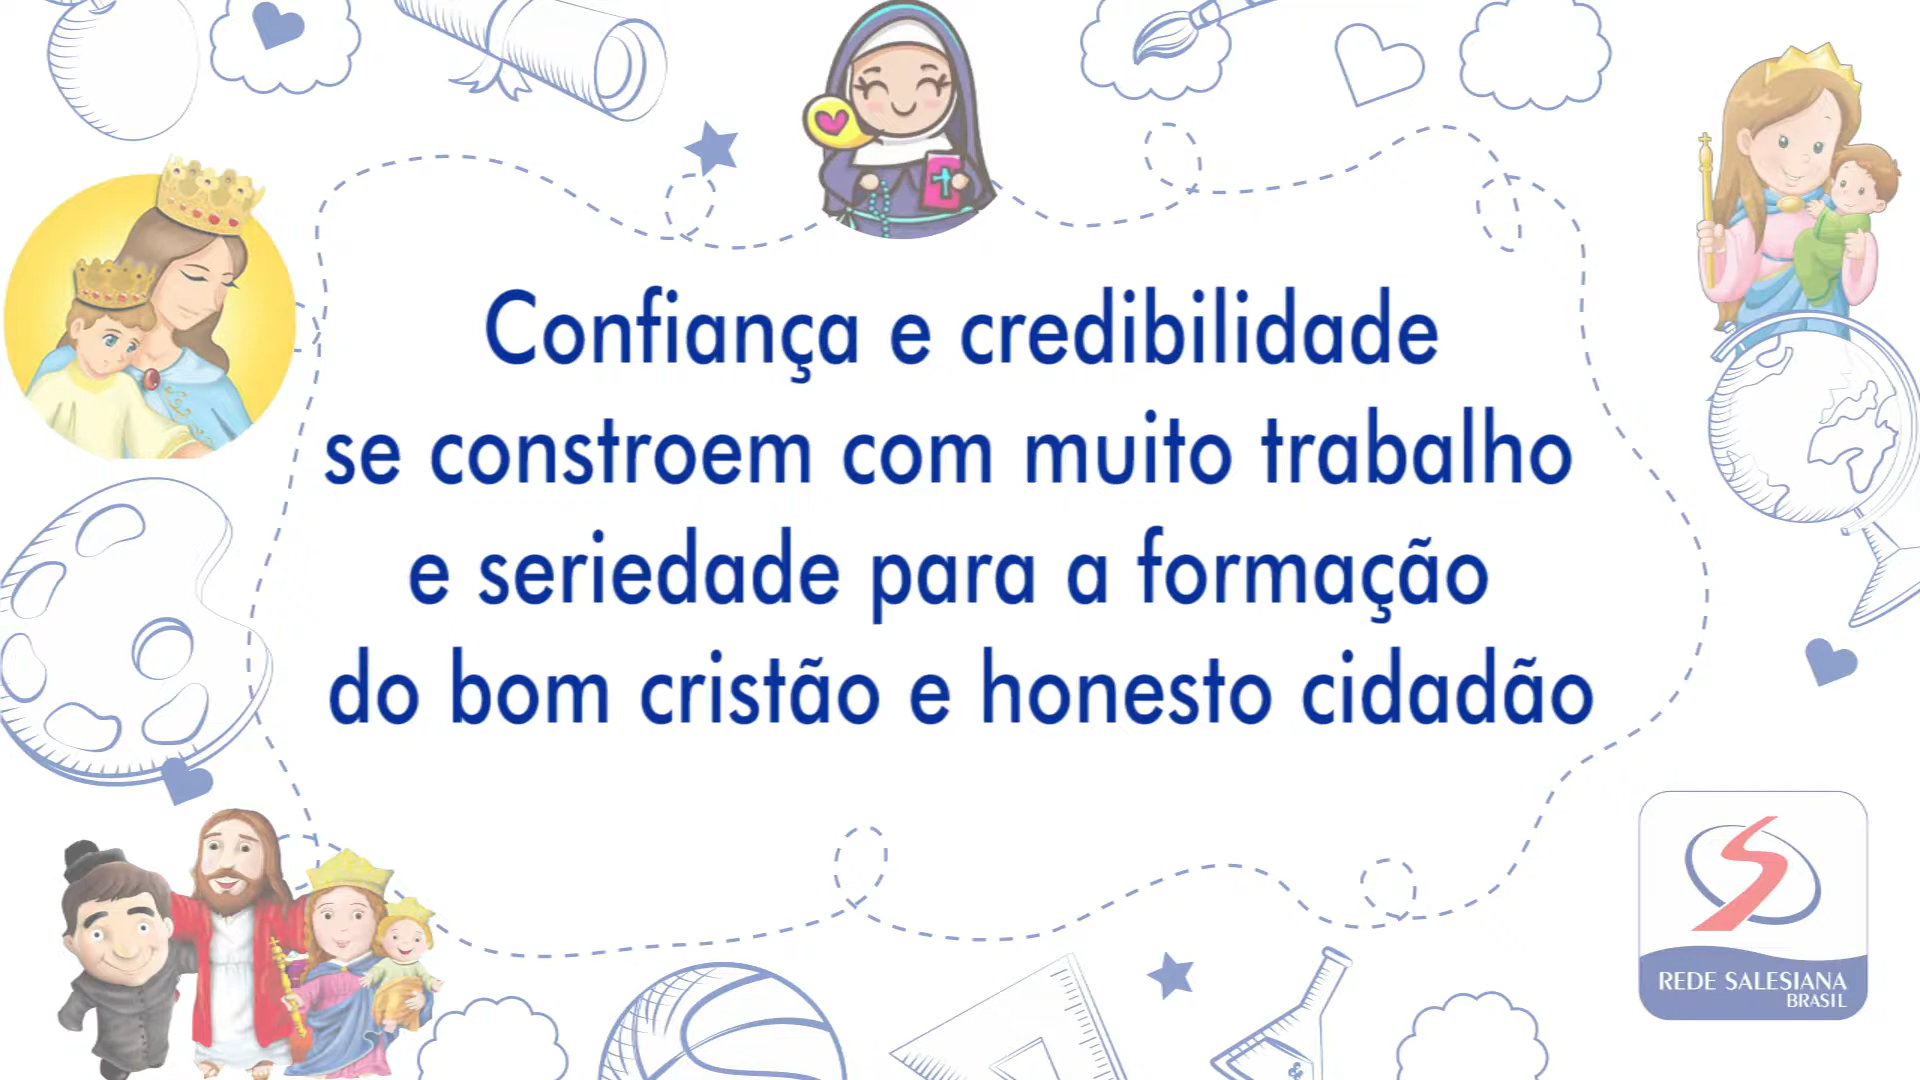 Confiança e credibilidade
se constroem com muito trabalho
e seriedade para a formação
do bom cristão e honesto cidadão
REDE SALESIANA
BRASIL